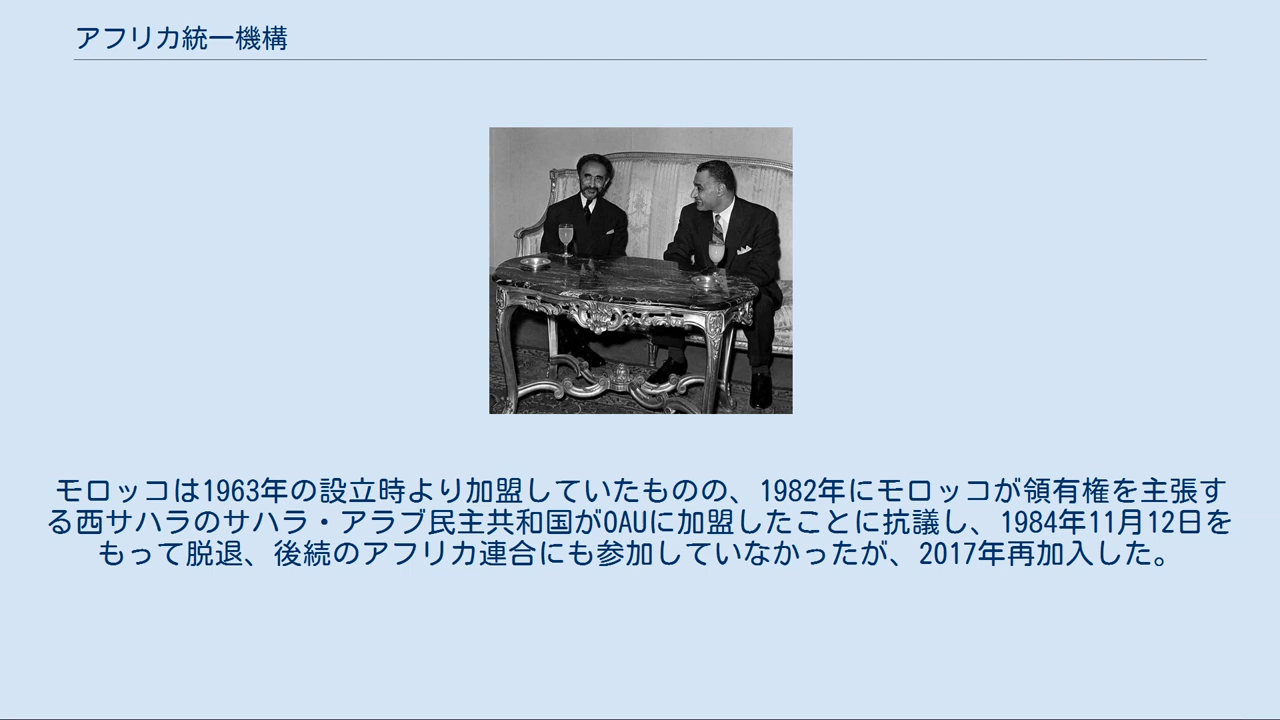 アフリカ統一機構
モロッコは1963年の設立時より加盟していたものの、1982年にモロッコが領有権を主張す
る西サハラのサハラ・アラブ民主共和国がOAUに加盟したことに抗議し、1984年11月12日を
もって脱退、後続のアフリカ連合にも参加していなかったが、2017年再加入した。